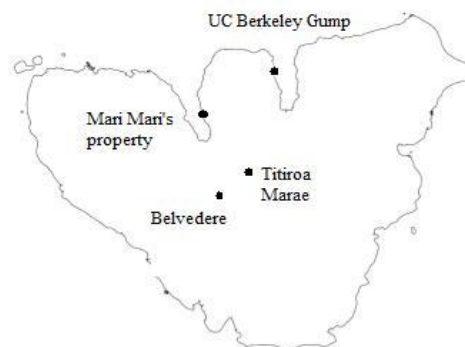 UC Berkeley Gump
Mari Mari's
property
Titiroa
Marae
Belvedere